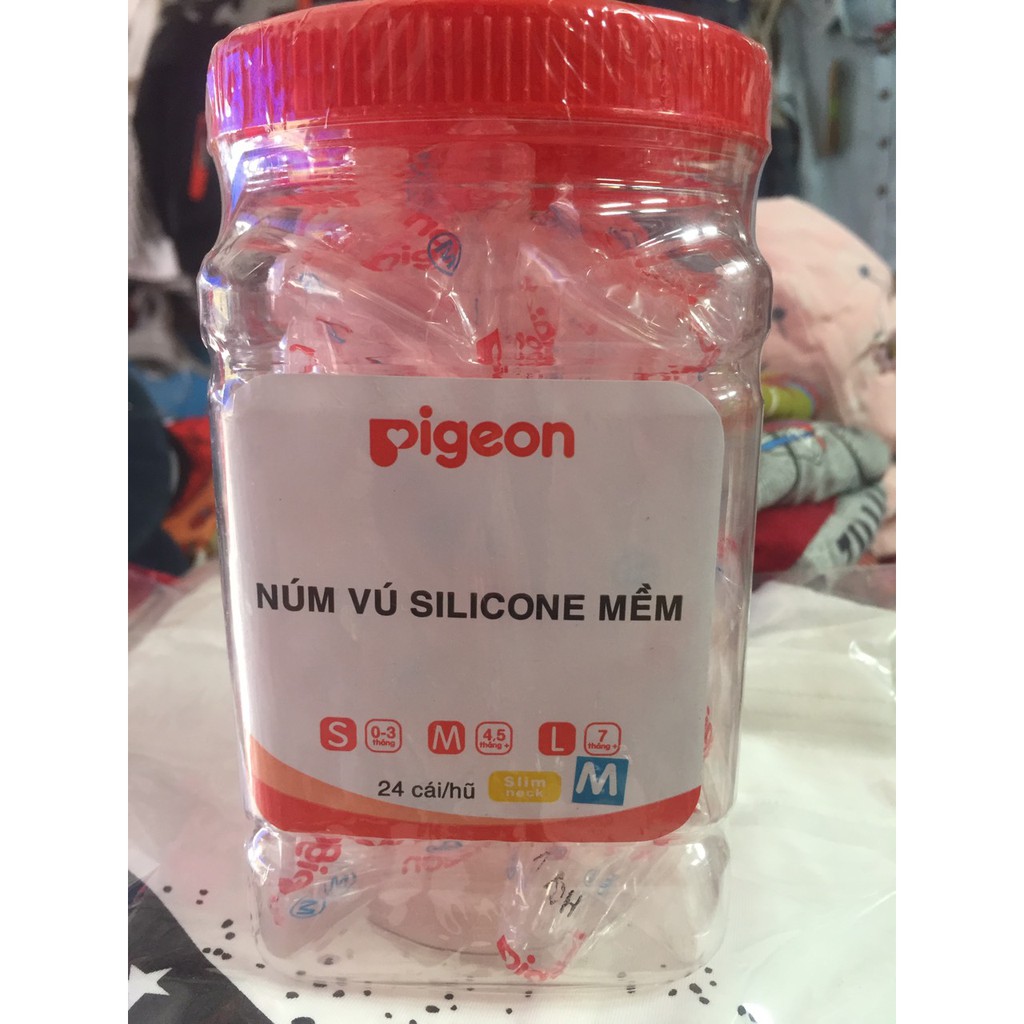 pigeon
NÚM VÚ SILICONE MỀM
S 0-3 tháng M 4,5 tháng+ L 7 tháng+
24 cái/hũ Slim neck M